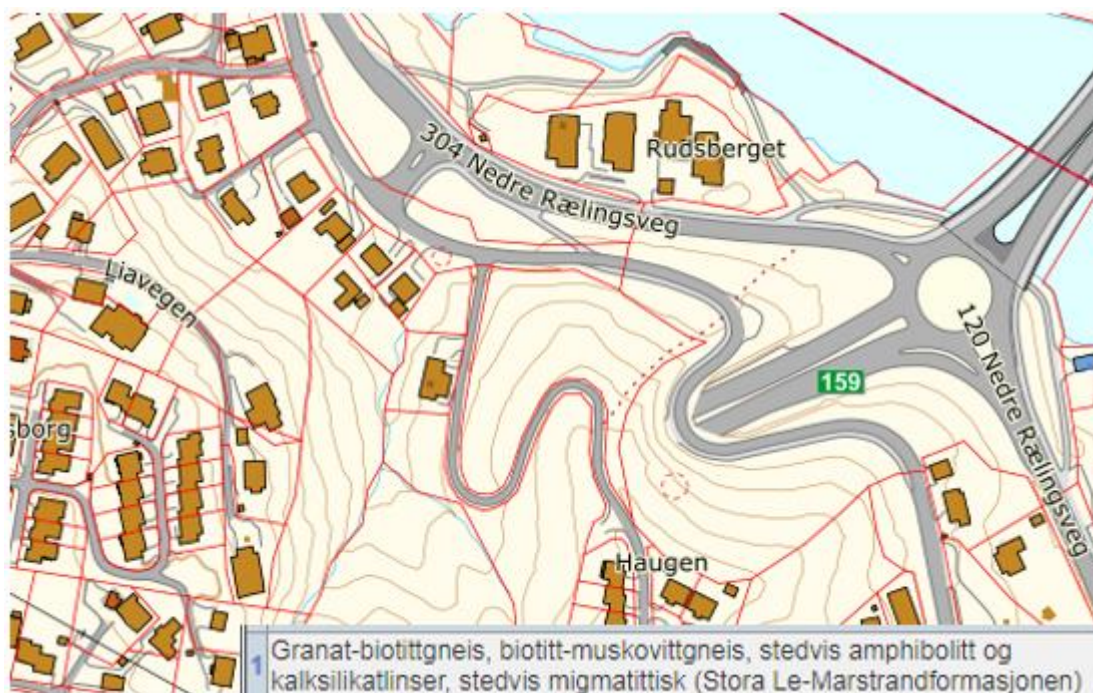 304 Nedre Rælingsveg
Rudsberget
Liavegen
120 Nedre Rælingsveg
159
sborg
Haugen
1
Granat-biotittgneis, biotitt-muskovittgneis, stedvis amphibolitt og
kalksilikatlinser, stedvis migmatittisk (Stora Le-Marstrandformasjonen)